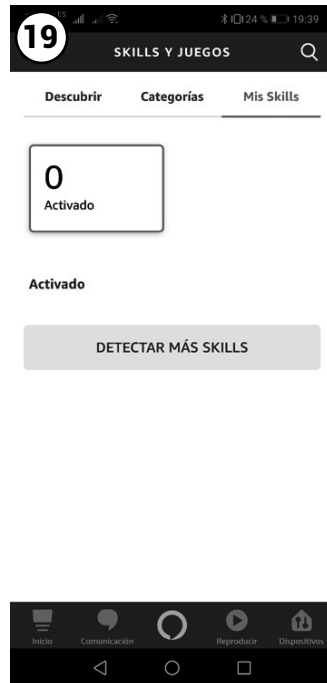 19
ES
24 %
19:39
SKILLS Y JUEGOS
Descubrir Categorías Mis Skills
0
Activado
Activado
DETECTAR MÁS SKILLS
Inicio Comunicación Reproducir Dispositivos